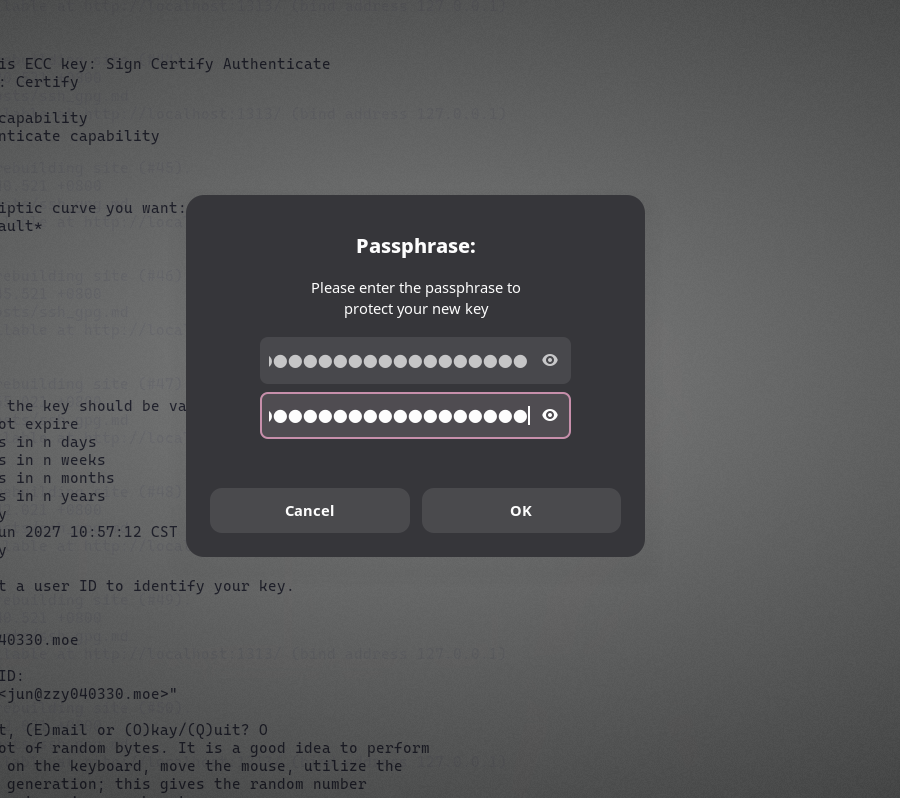 is ECC key: Sign Certify Authenticate
: Certify
capability
nticate capability
iptic curve you want:
ault*
Passphrase:
Please enter the passphrase to
protect your new key
the key should be va
ot expire
s in n days
s in n weeks
s in n months
s in n years
y
Cancel
OK
un 2027 10:57:12 CST
y
t a user ID to identify your key.
40330.moe
ID:
<jun@zzy040330.moe>"
t, (E)mail or (O)kay/(Q)uit? O
ot of random bytes. It is a good idea to perform
on the keyboard, move the mouse, utilize the
generation; this gives the random number